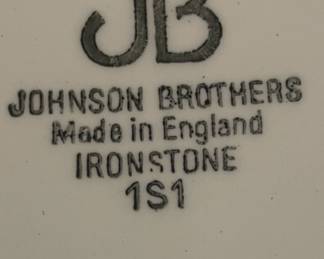 JB
JOHNSON BROTHERS
Made in England
IRONSTONE
1S1